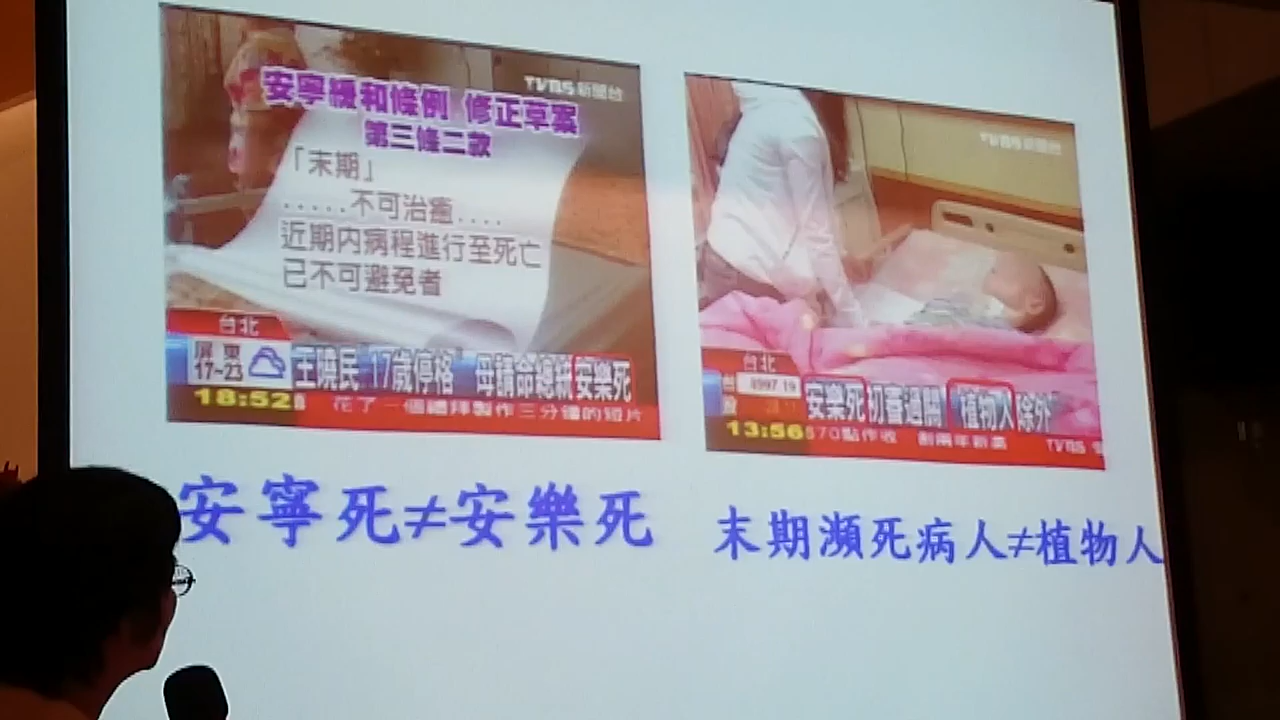 TVBS新聞台
安寧緩和條例 修正草案
第三條二款
「末期」
.....不可治癒....
近期內病程進行至死亡
已不可避免者
台北
屏東
17~23
王曉民 17歲停格 母請命總統安樂死
18:52
花了一個禮拜製作三分鐘的短片
TVBS新聞台
台北
安樂死初審過關 植物人除外
13:56
點作收
TVBS
安寧死≠安樂死
末期瀕死病人≠植物人